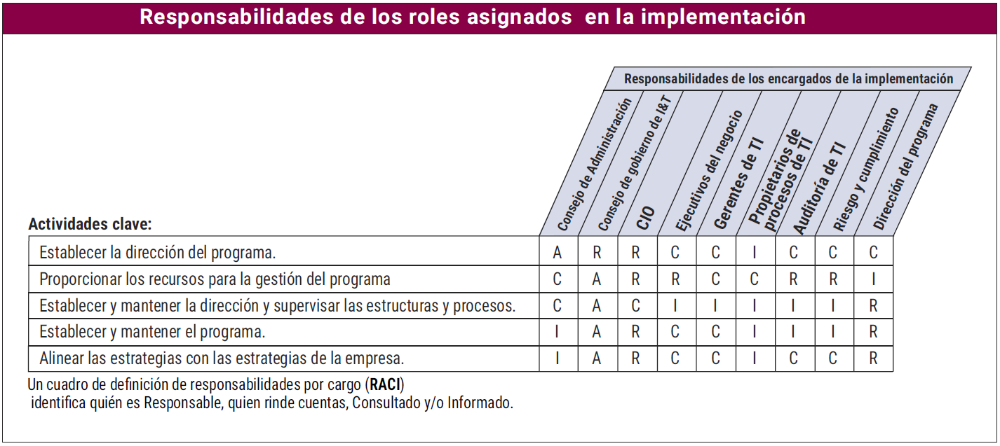 Responsabilidades de los roles asignados en la implementación
Responsabilidades de los encargados de la implementación
Consejo de Administración
Consejo de gobierno de I&T
CIO
Ejecutivos del negocio
Gerentes de TI
Propietarios de
procesos de TI
Auditoría de TI
Riesgo y cumplimiento
Dirección del programa
Actividades clave:
Establecer la dirección del programa. A R R C C I C C C
Proporcionar los recursos para la gestión del programa C A R R C C R R I
Establecer y mantener la dirección y supervisar las estructuras y procesos. C A C I I I I I R
Establecer y mantener el programa. I A R C C I I I R
Alinear las estrategias con las estrategias de la empresa. I A R C C I C C R
Un cuadro de definición de responsabilidades por cargo (RACI)
identifica quién es Responsable, quien rinde cuentas, Consultado y/o Informado.